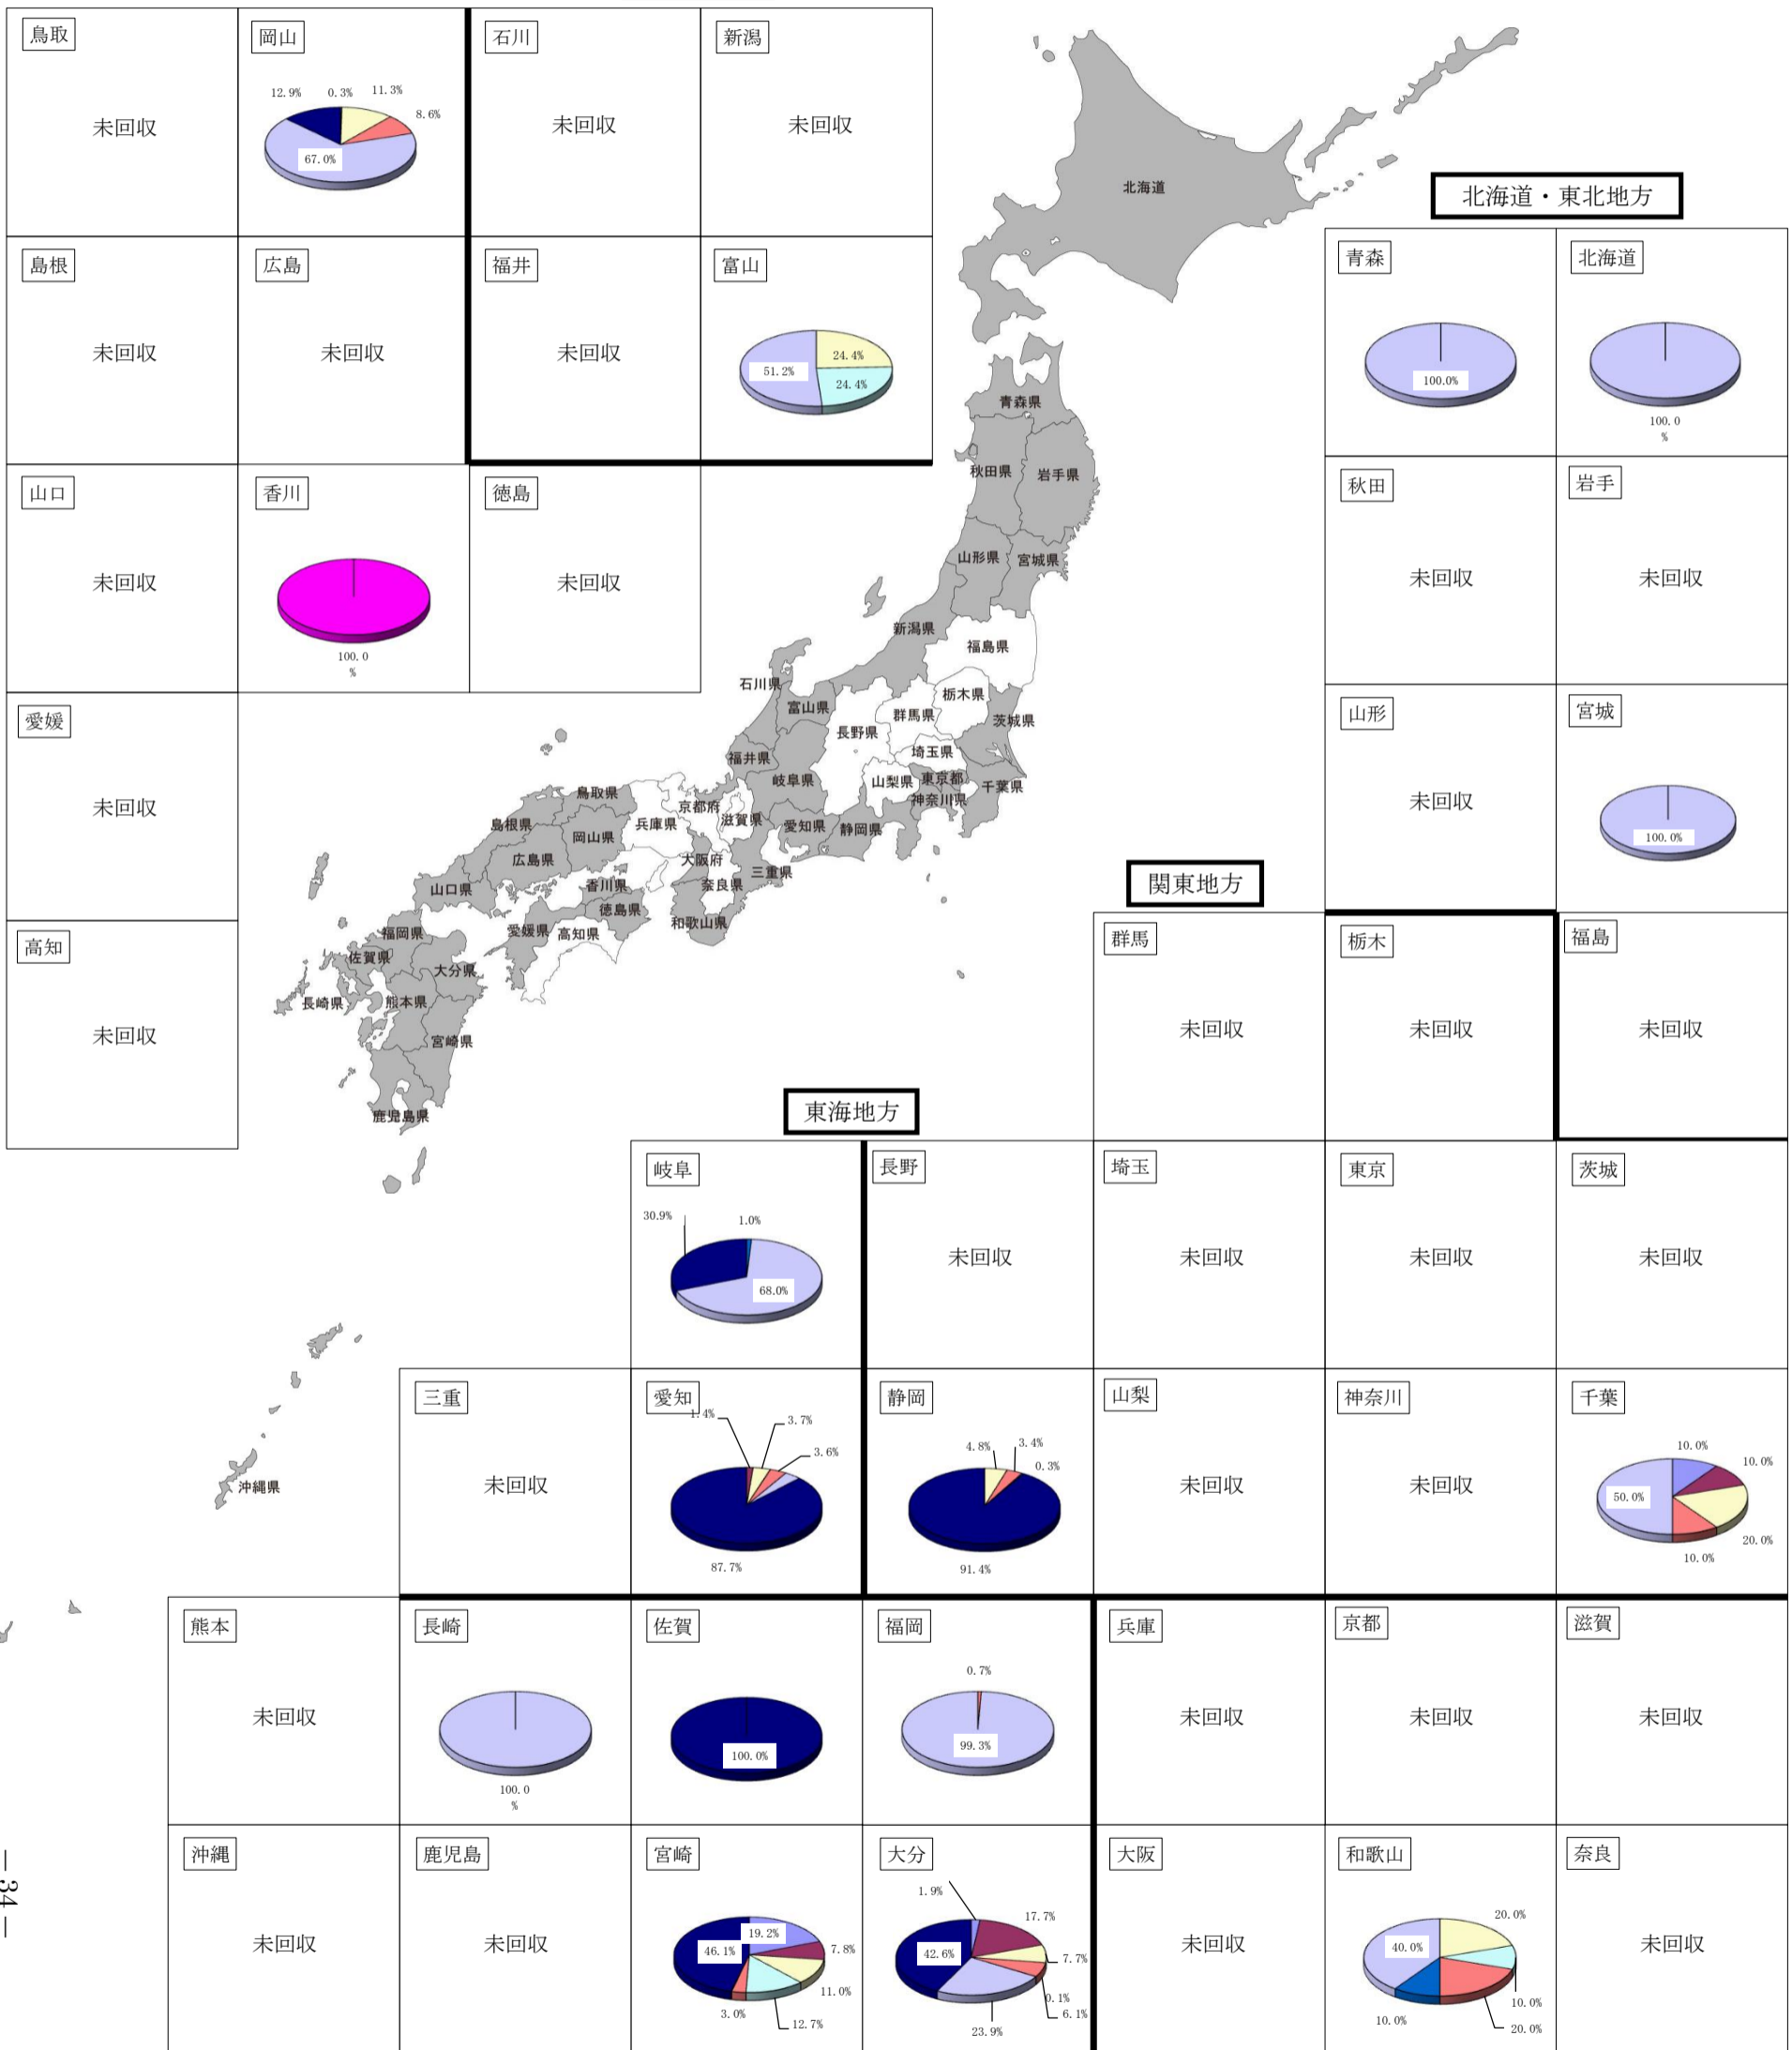 鳥取
未回収
岡山
12.9%
0.3%
11.3%
8.6%
67.0%
石川
未回収
新潟
未回収
島根
未回収
広島
未回収
福井
未回収
富山
24.4%
51.2%
24.4%
山口
未回収
香川
100.0
%
徳島
未回収
愛媛
未回収
高知
未回収
北海道
青森県
秋田県
岩手県
山形県
宮城県
新潟県
福島県
石川県
富山県
栃木県
群馬県
茨城県
長野県
埼玉県
福井県
岐阜県
山梨県
東京都
千葉県
神奈川県
鳥取県
京都府
滋賀県
島根県
岡山県
兵庫県
愛知県
静岡県
広島県
大阪府
三重県
山口県
香川県
奈良県
徳島県
和歌山県
福岡県
愛媛県
高知県
佐賀県
大分県
長崎県
熊本県
宮崎県
鹿児島県
沖縄県
北海道・東北地方
青森
100.0%
北海道
100.0
%
秋田
未回収
岩手
未回収
山形
未回収
宮城
100.0%
関東地方
群馬
未回収
栃木
未回収
福島
未回収
東海地方
岐阜
30.9%
1.0%
68.0%
長野
未回収
埼玉
未回収
東京
未回収
茨城
未回収
三重
未回収
愛知
1.4%
3.7%
3.6%
87.7%
静岡
4.8%
3.4%
0.3%
91.4%
山梨
未回収
神奈川
未回収
千葉
10.0%
10.0%
50.0%
20.0%
10.0%
熊本
未回収
長崎
100.0
%
佐賀
100.0%
福岡
0.7%
99.3%
兵庫
未回収
京都
未回収
滋賀
未回収
沖縄
未回収
鹿児島
未回収
宮崎
19.2%
46.1%
7.8%
11.0%
3.0%
12.7%
大分
1.9%
17.7%
42.6%
7.7%
0.1%
6.1%
23.9%
大阪
未回収
和歌山
20.0%
40.0%
10.0%
10.0%
20.0%
奈良
未回収
－34－